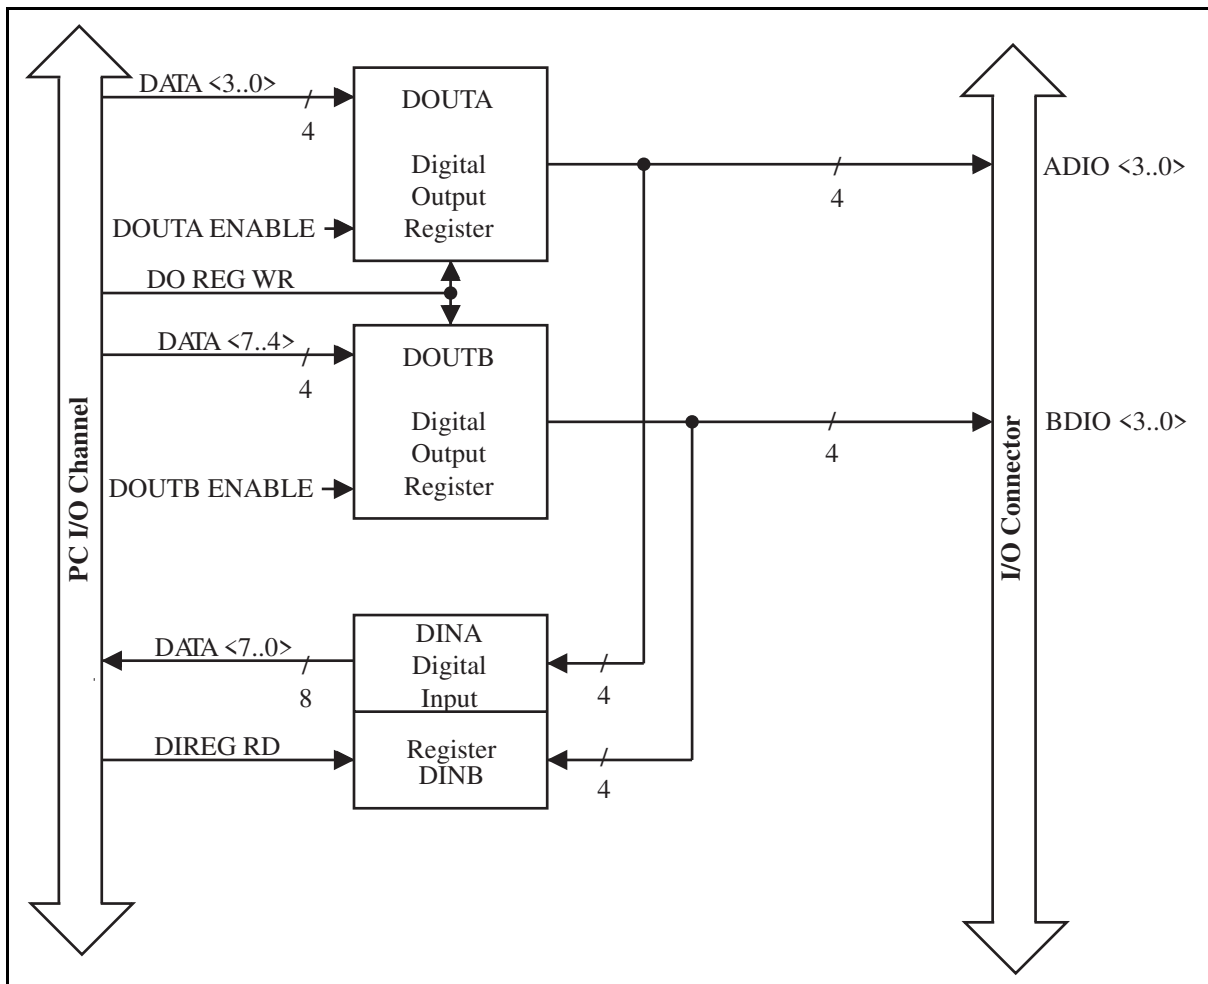 DATA <3..0>
4
DOUTA
Digital
Output
Register
DOUTA ENABLE
4
ADIO <3..0>
DO REG WR
DATA <7..4>
4
DOUTB
Digital
Output
Register
DOUTB ENABLE
4
BDIO <3..0>
PC I/O Channel
I/O Connector
DATA <7..0>
8
DINA
Digital
Input
4
DIREG RD
Register
DINB
4